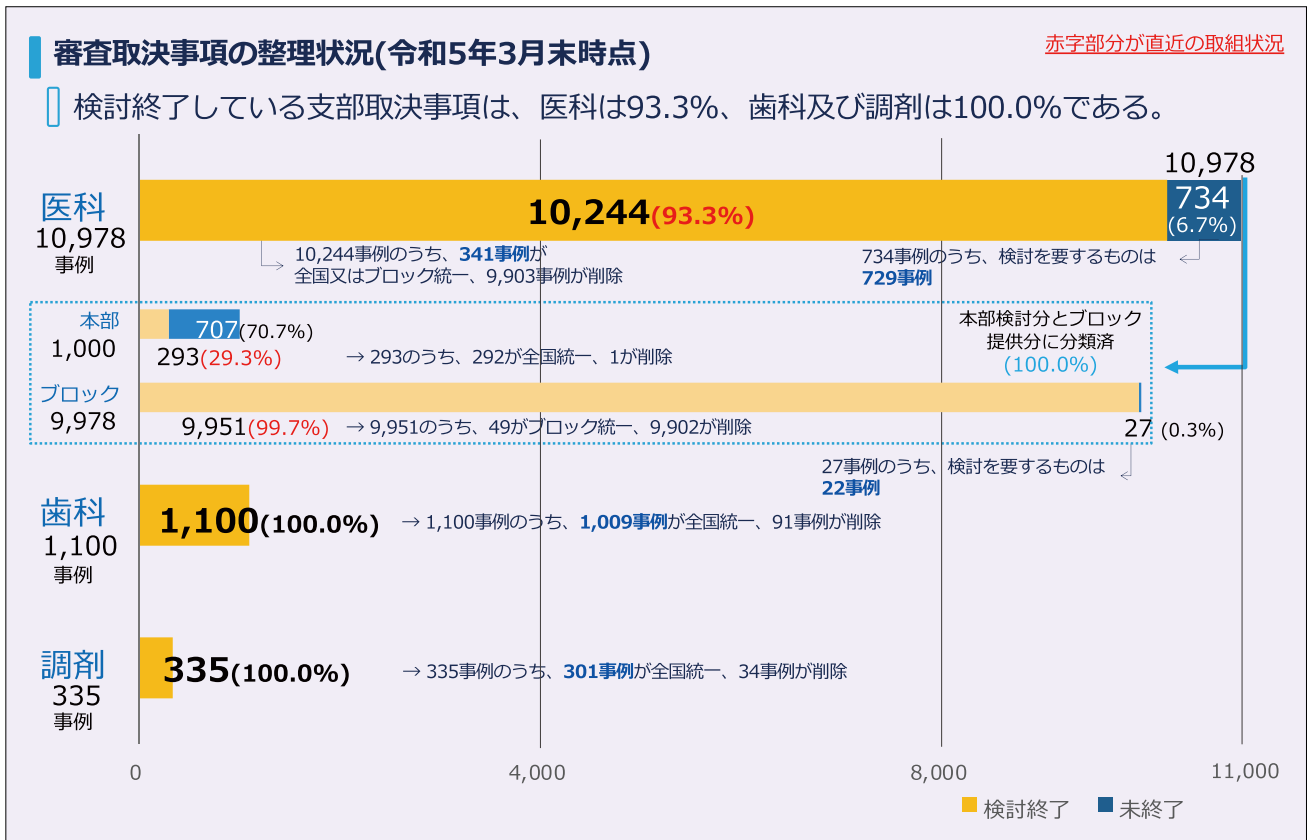 審査取決事項の整理状況(令和5年3月末時点)
赤字部分が直近の取組状況
検討終了している支部取決事項は、医科は93.3%、歯科及び調剤は100.0%である。
10,978
医科
10,978
事例
10,244(93.3%)
734
(6.7%)
10,244事例のうち、341事例が
全国又はブロック統一、9,903事例が削除
734事例のうち、検討を要するものは
729事例
本部
1,000
707(70.7%)
293(29.3%)
→ 293のうち、292が全国統一、1が削除
本部検討分とブロック
提供分に分類済
(100.0%)
ブロック
9,978
9,951(99.7%)
→ 9,951のうち、49がブロック統一、9,902が削除
27 (0.3%)
27事例のうち、検討を要するものは
22事例
歯科
1,100
事例
1,100(100.0%)
→ 1,100事例のうち、1,009事例が全国統一、91事例が削除
調剤
335
事例
335(100.0%)
→ 335事例のうち、301事例が全国統一、34事例が削除
0
4,000
8,000
11,000
検討終了
未終了